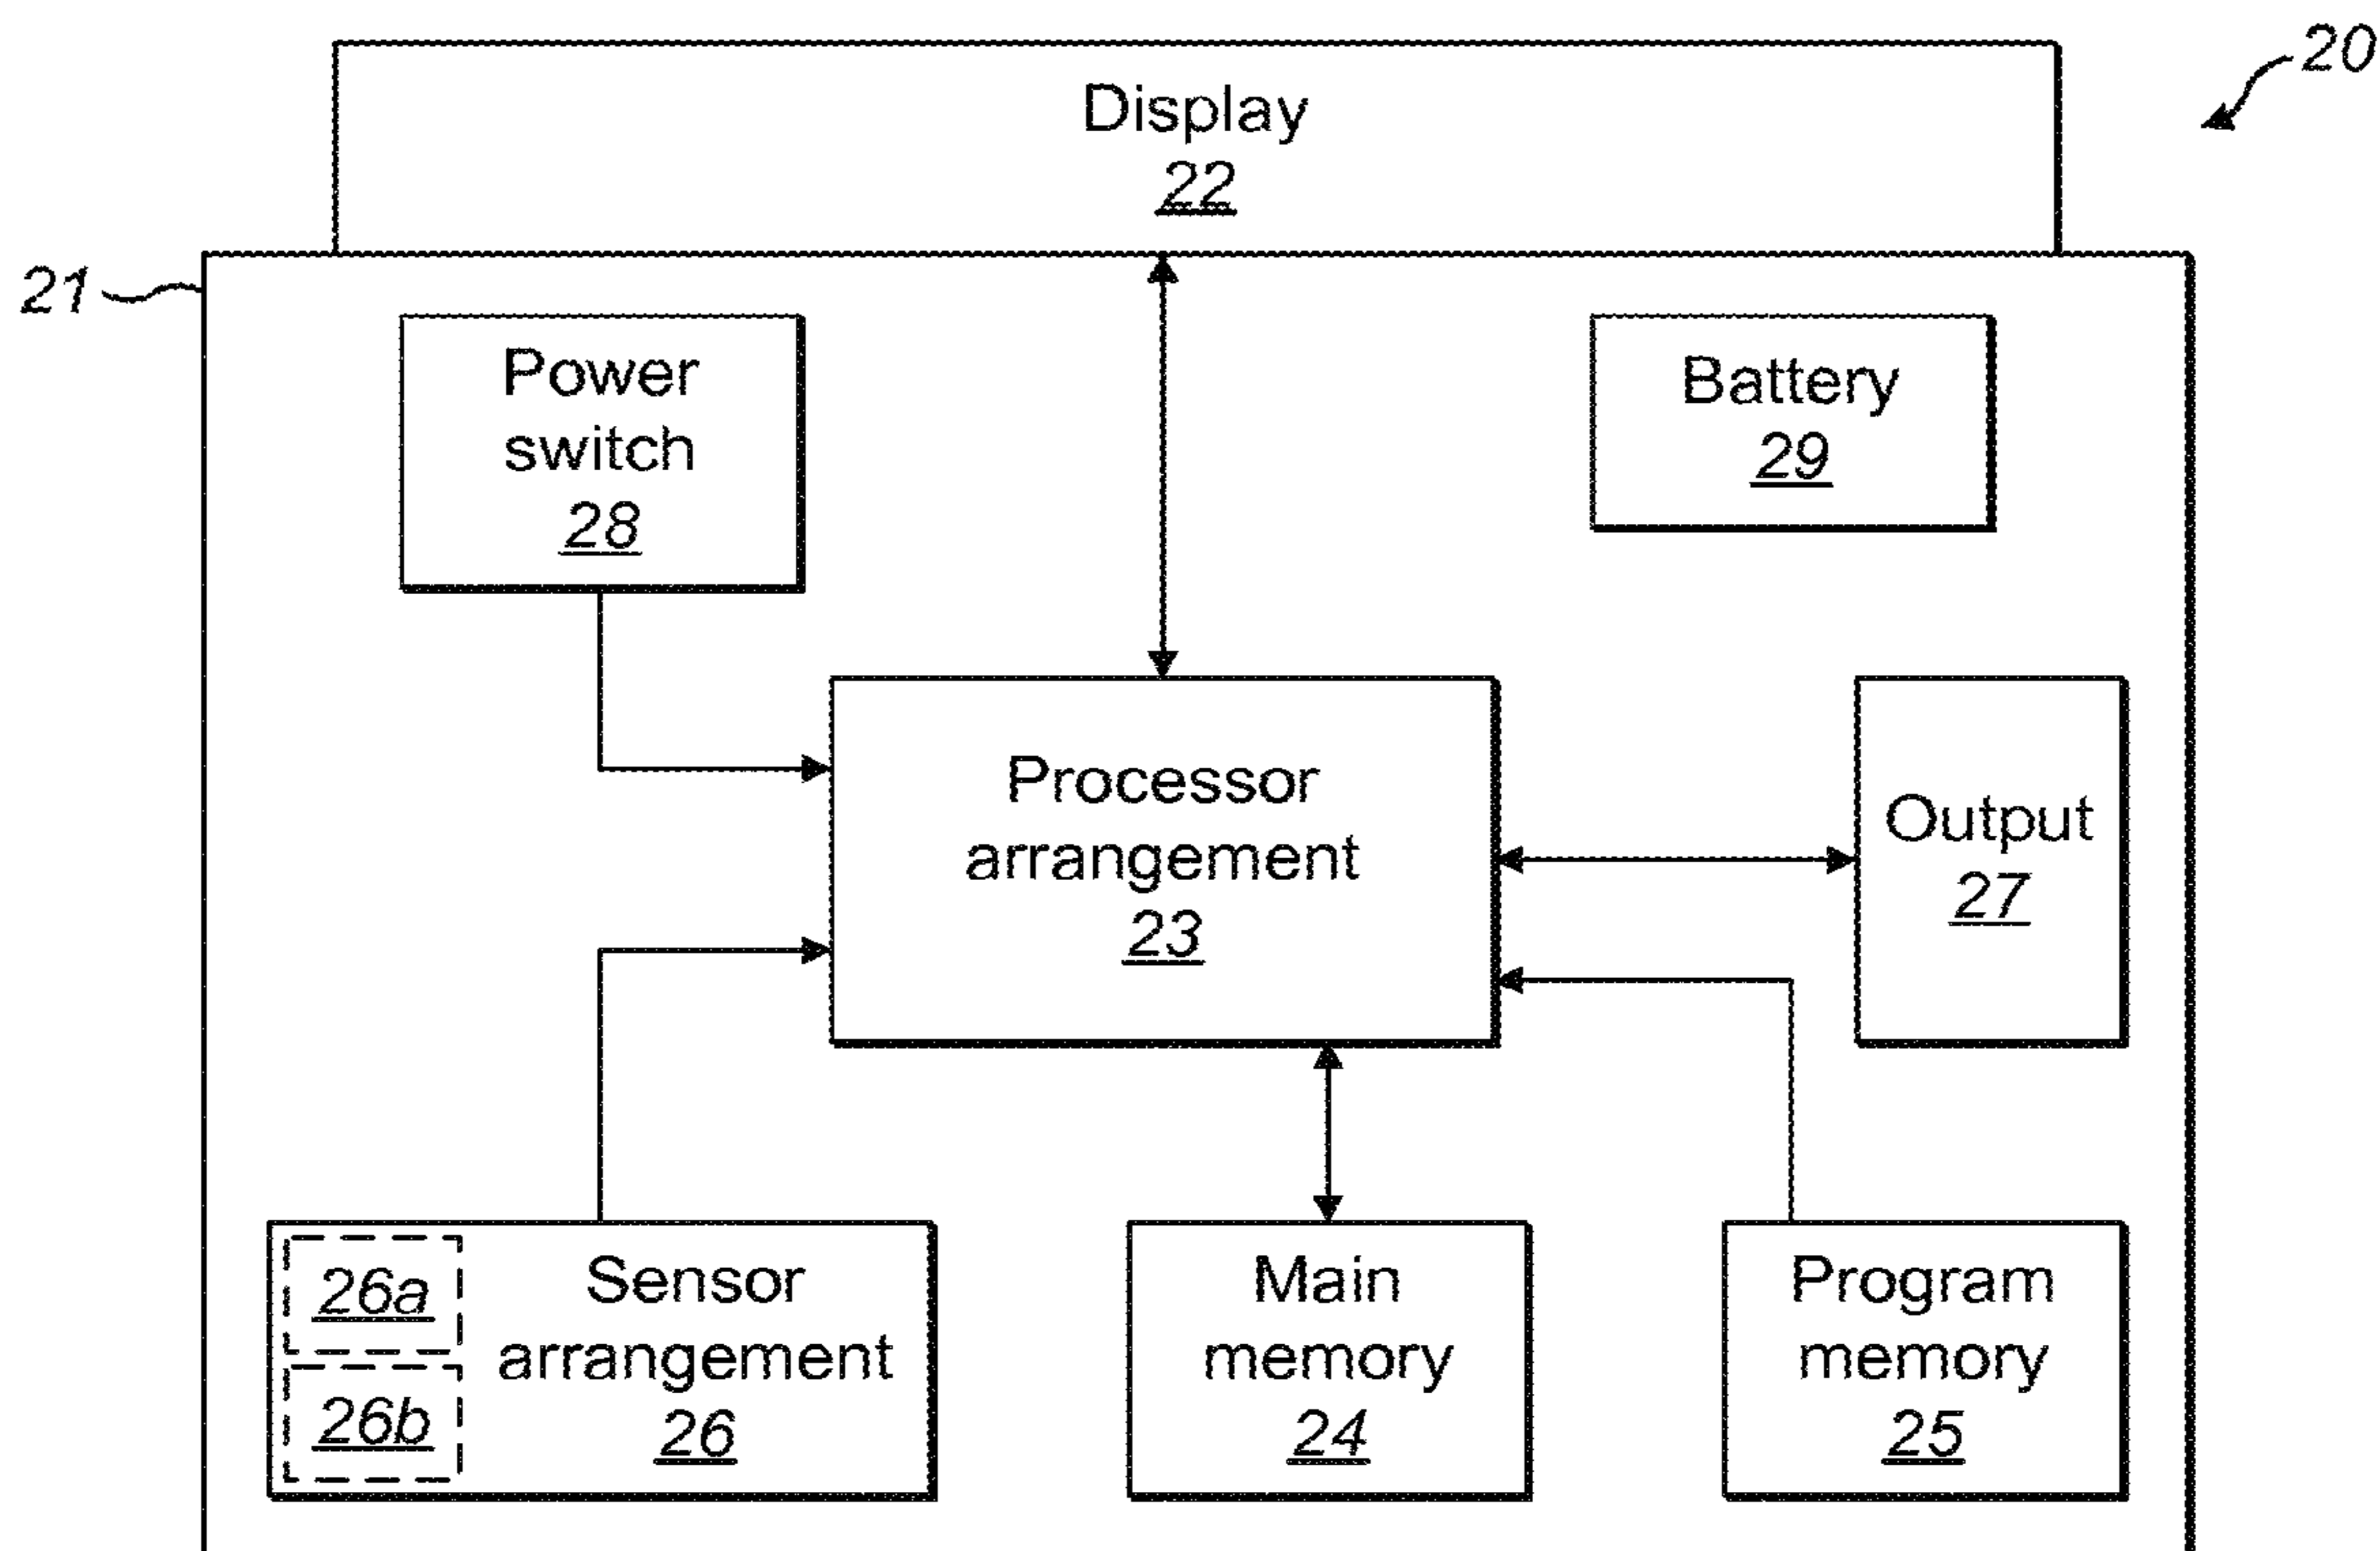 20
Display
22
21
Power
switch
28
Battery
29
Processor
arrangement
23
Output
27
26a
26b
Sensor
arrangement
26
Main
memory
24
Program
memory
25